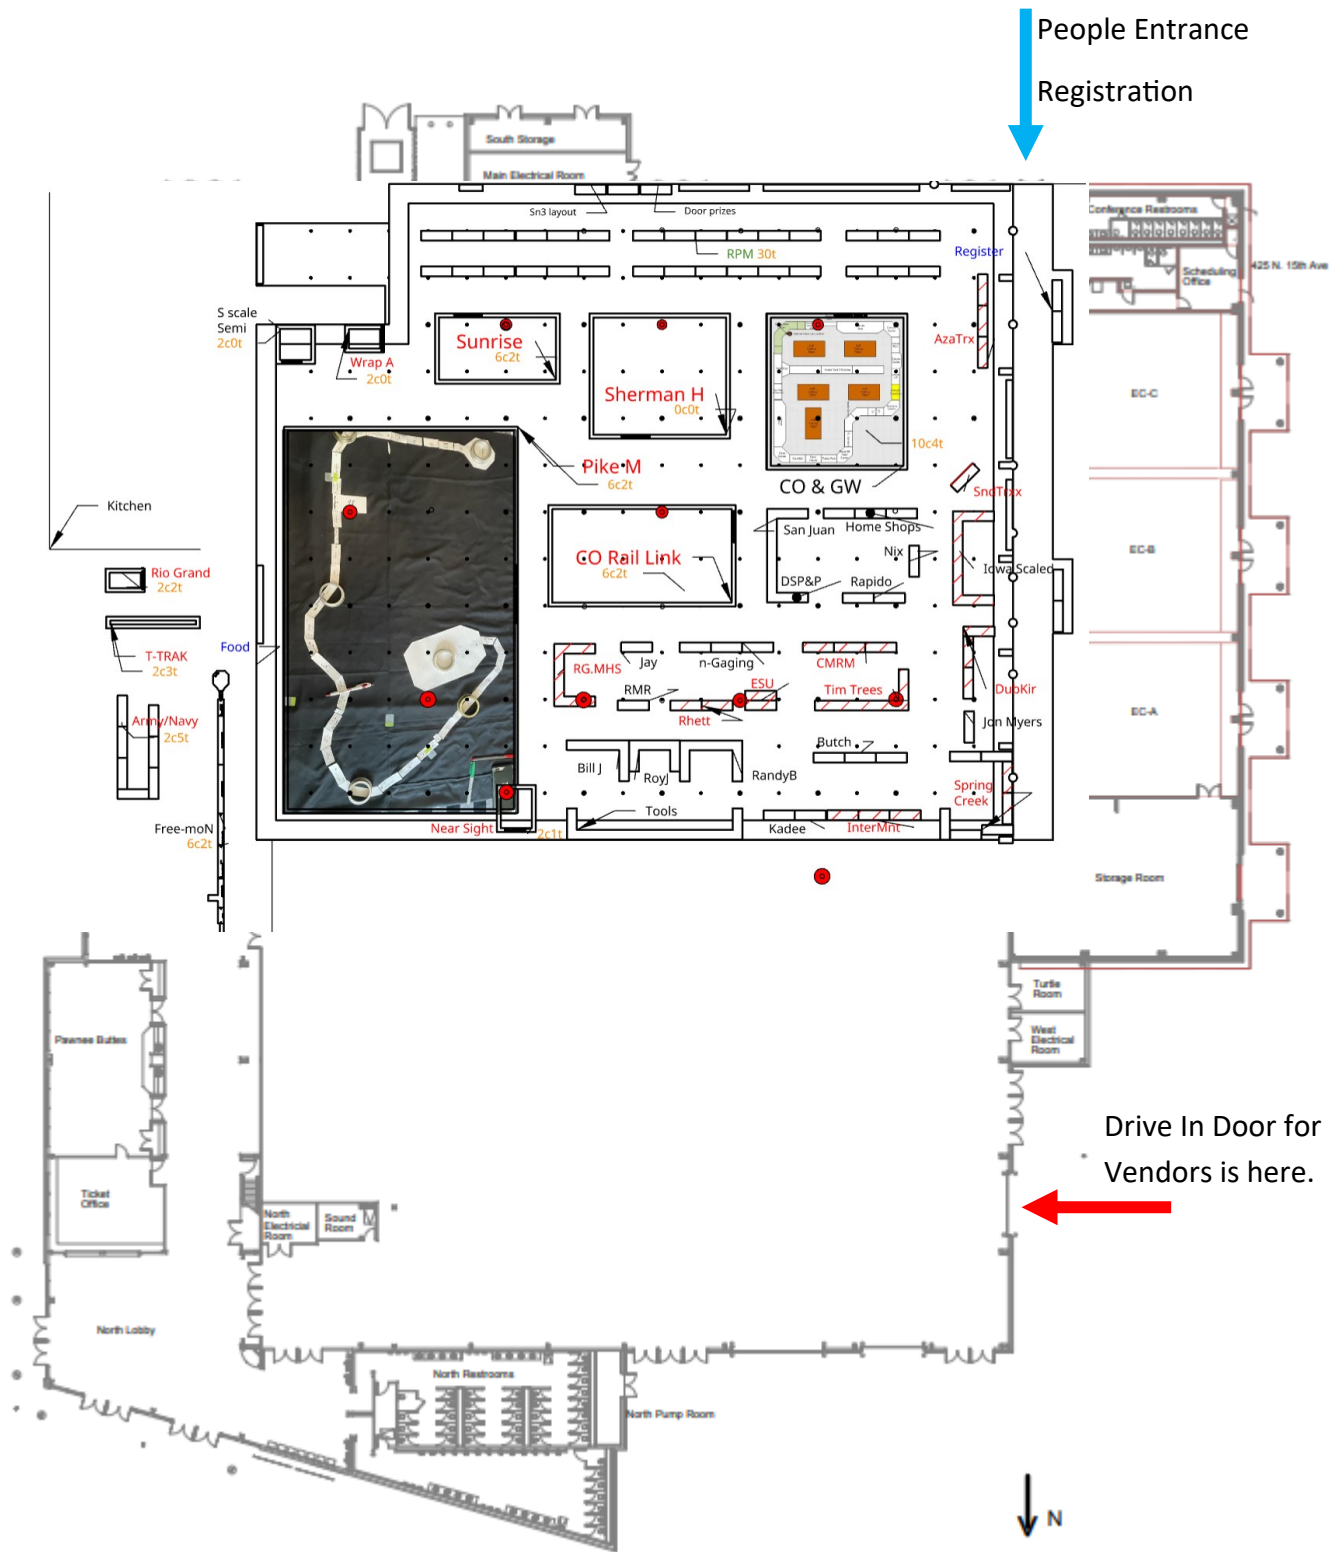 People Entrance
Registration
South Storage
Main Electrical Room
Sn3 layout
Door prizes
Conference Restrooms
RPM 30t
Register
Scheduling
Office
425 N. 15th Ave
S scale
Semi
2c0t
Wrap A
2c0t
Sunrise
6c2t
Sherman H
0c0t
AzaTrx
EC-C
10c4t
Pike M
6c2t
CO & GW
SndTrxx
Kitchen
San Juan
Home Shops
CO Rail Link
6c2t
Nix
Iowa Scaled
EC-B
Rio Grand
2c2t
DSP&P
Rapido
T-TRAK
2c3t
Food
RG.MHS
Jay
n-Gaging
CMRM
RMR
ESU
Tim Trees
DubKir
EC-A
Rhett
Army/Navy
2c5t
Jon Myers
Butch
Bill J
RoyJ
RandyB
Spring
Creek
Tools
Free-moN
6c2t
Near Sight
2c1t
Kadee
InterMnt
Storage Room
Turtle
Room
West
Electrical
Room
Pawnee Buttes
Drive In Door for
Vendors is here.
Ticket
Office
North
Electricial
Room
Sound
Room
North Lobby
North Restrooms
North Pump Room
N